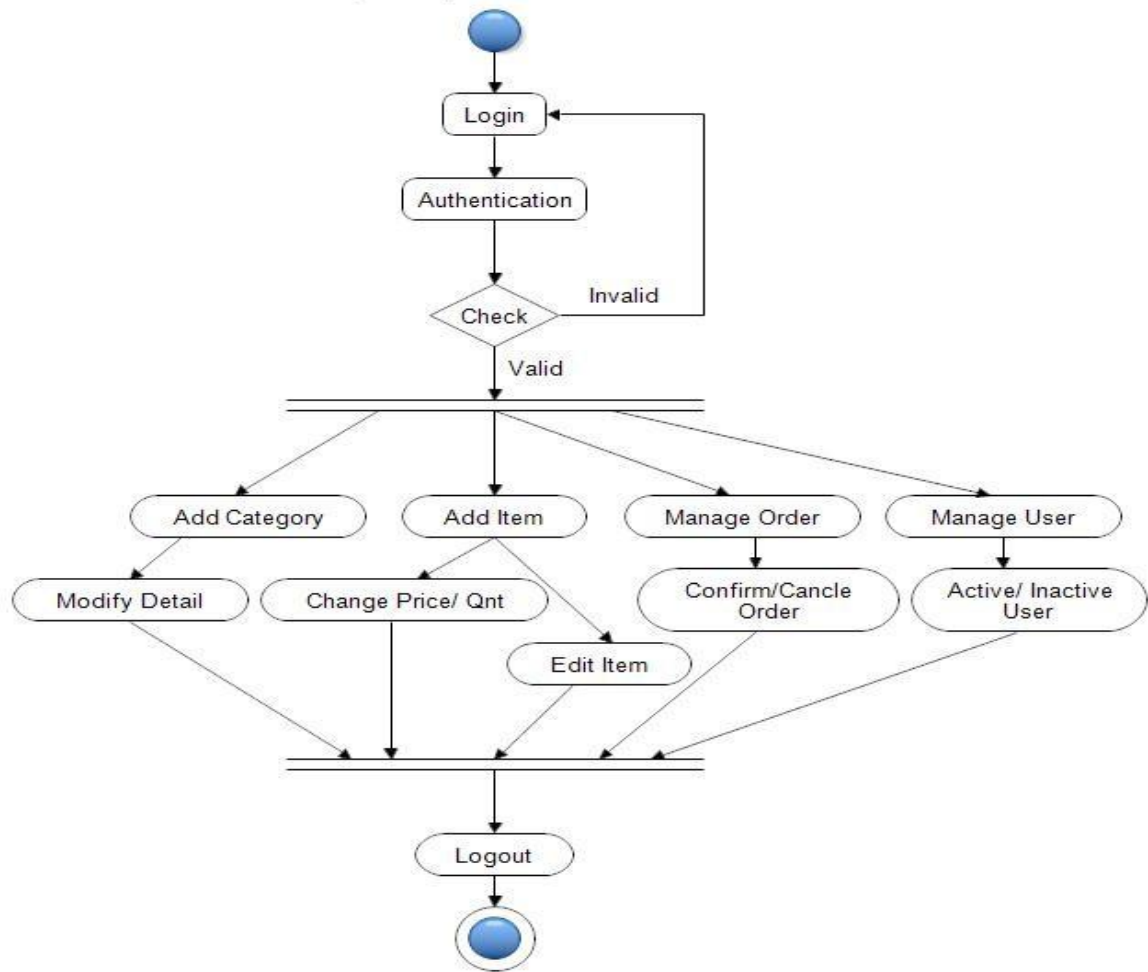 Login
Authentication
Invalid
Check
Valid
Add Category
Add Item
Manage Order
Manage User
Modify Detail
Change Price/ Qnt
Confirm/Cancle
Order
Active/ Inactive
User
Edit Item
Logout